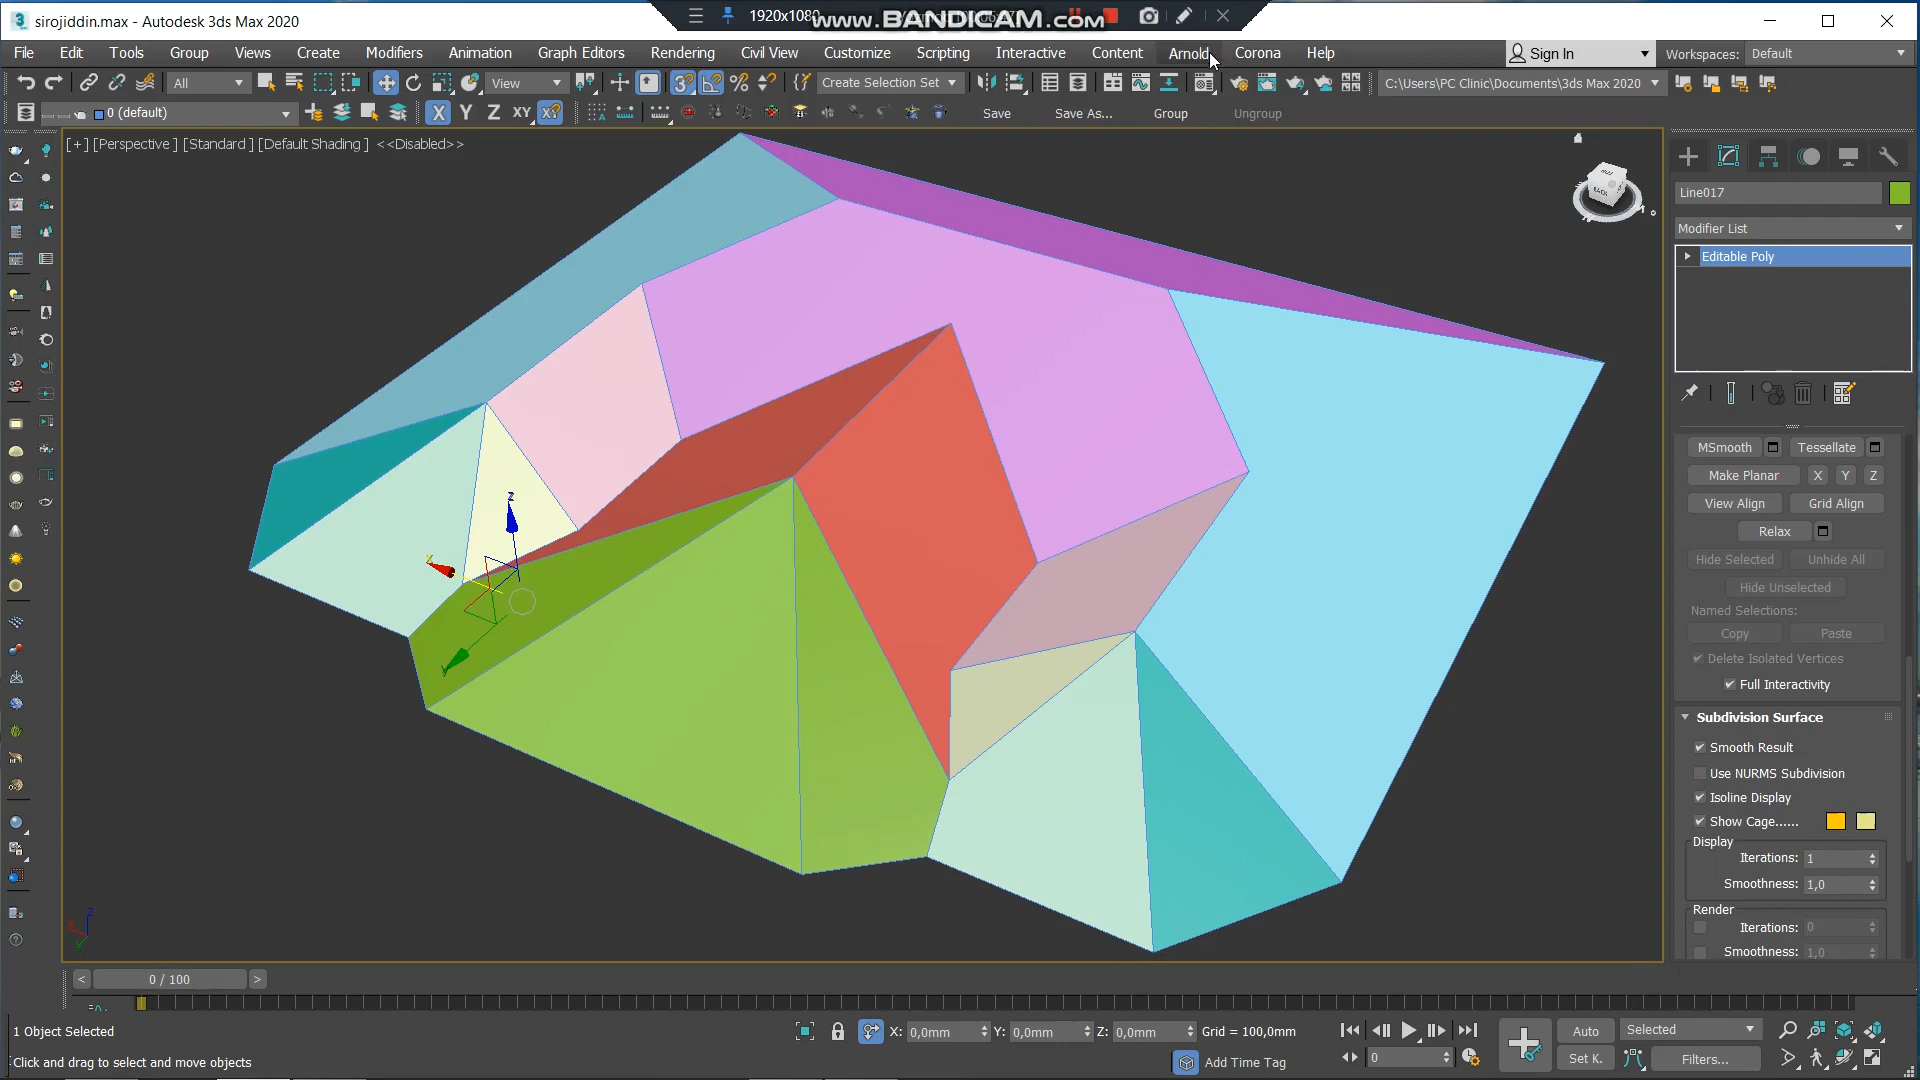 sirojiddin.max - Autodesk 3ds Max 2020
1920x1080
www.BANDICAM.com
File Edit Tools Group Views Create Modifiers Animation Graph Editors Rendering Civil View Customize Scripting Interactive Content Arnold Corona Help
Sign In
Workspaces: Default
All
View
Create Selection Set
C:\Users\PC Clinic\Documents\3ds Max 2020
0 (default)
X Y Z XY
Save Save As... Group Ungroup
[+] [Perspective ] [Standard ] [Default Shading ] <<Disabled>>
Line017
Modifier List
Editable Poly
MSmooth Tessellate
Make Planar X Y Z
View Align Grid Align
Relax
Hide Selected Unhide All
Hide Unselected
Named Selections:
Copy Paste
Delete Isolated Vertices
Full Interactivity
Subdivision Surface
Smooth Result
Use NURMS Subdivision
Isoline Display
Show Cage......
Display
Iterations: 1
Smoothness: 1,0
Render
Iterations: 0
Smoothness: 1,0
x
y
z
0 / 100
1 Object Selected
X: 0,0mm Y: 0,0mm Z: 0,0mm Grid = 100,0mm
Auto Selected
Click and drag to select and move objects
Add Time Tag
0
Set K. Filters...